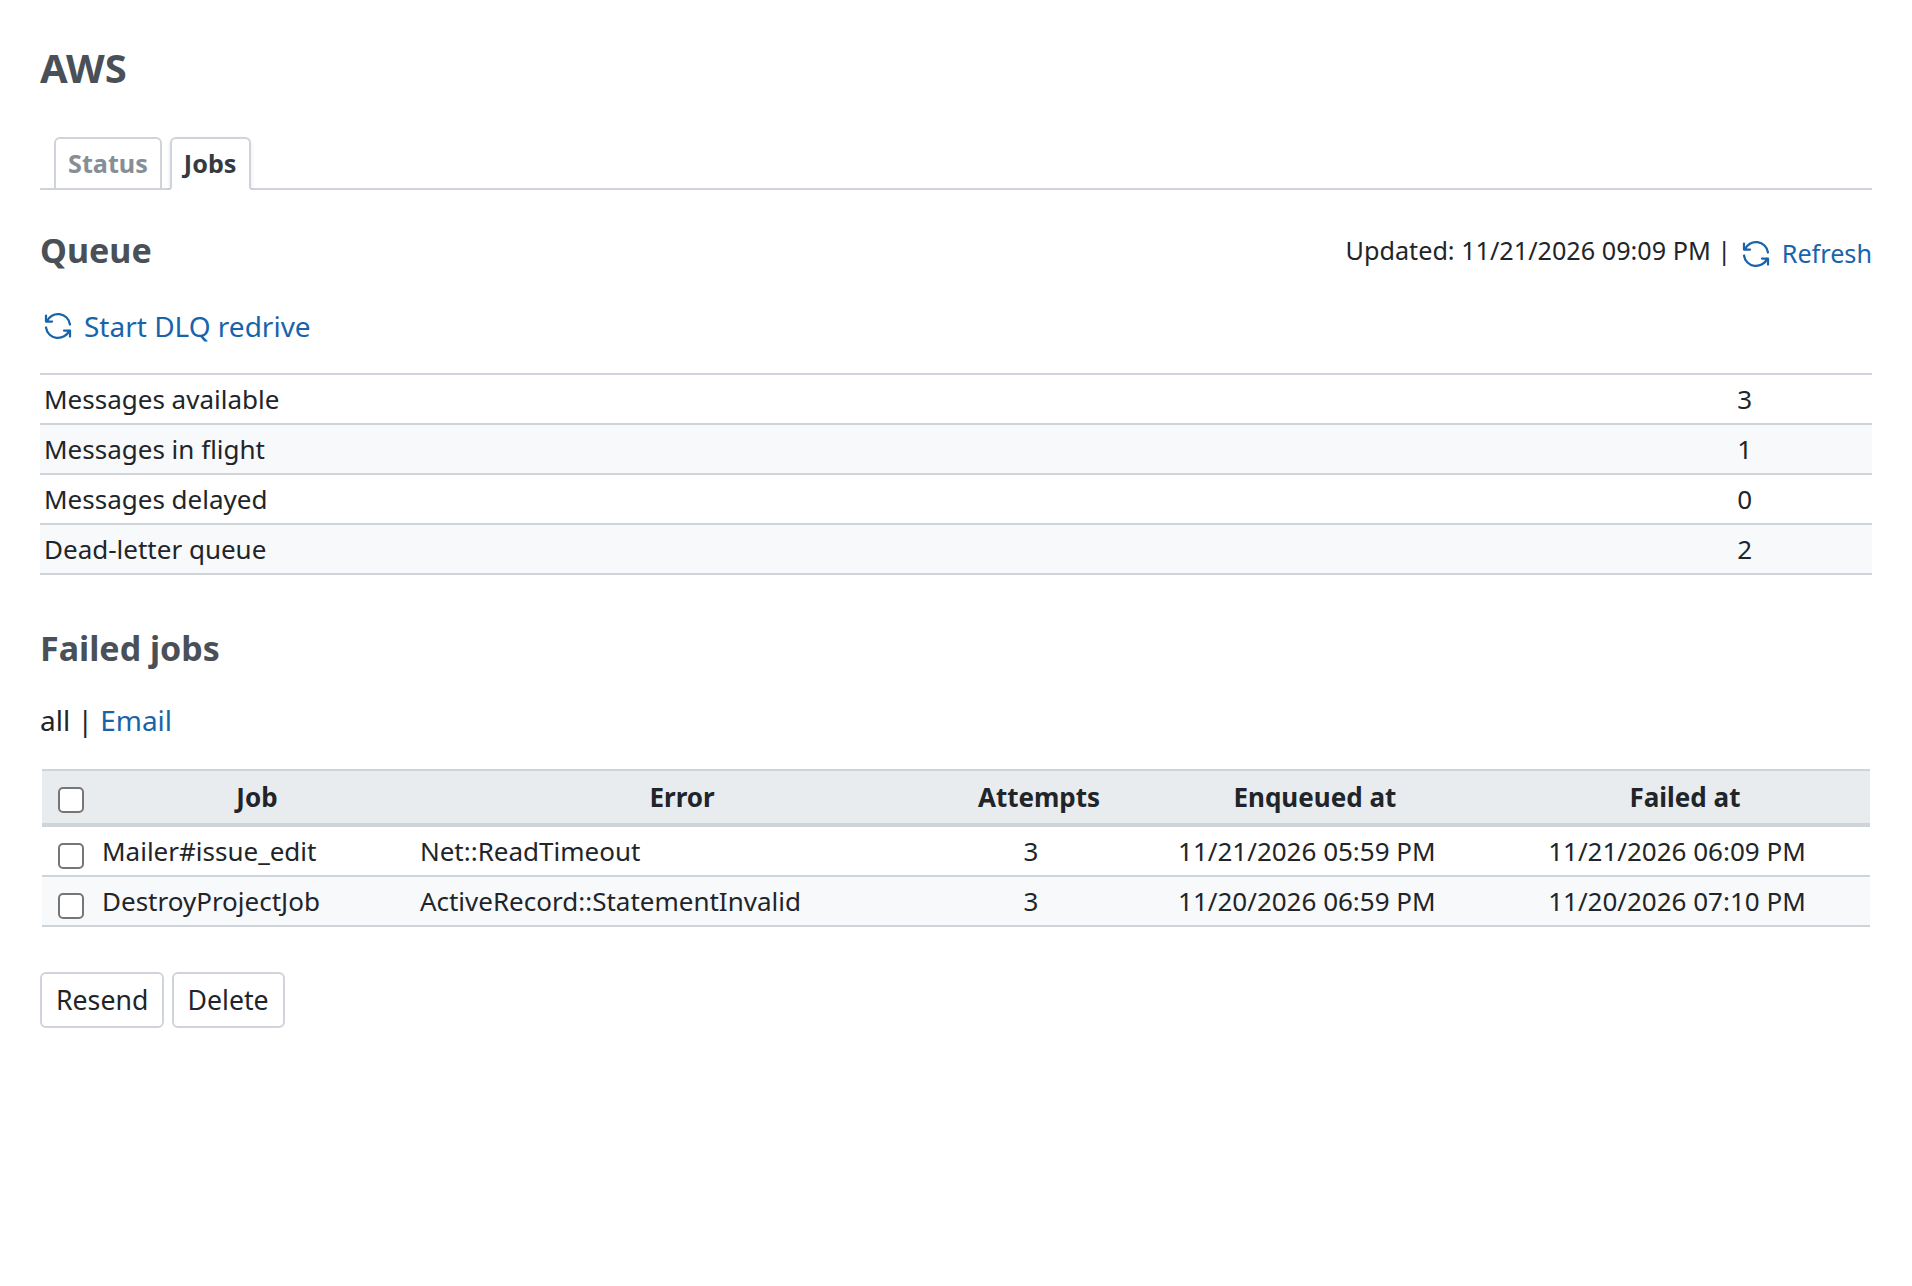 AWS
Status Jobs
Queue Updated: 11/21/2026 09:09 PM | Refresh
Start DLQ redrive
Messages available 3
Messages in flight 1
Messages delayed 0
Dead-letter queue 2
Failed jobs
all | Email
Job Error Attempts Enqueued at Failed at
Mailer#issue_edit Net::ReadTimeout 3 11/21/2026 05:59 PM 11/21/2026 06:09 PM
DestroyProjectJob ActiveRecord::StatementInvalid 3 11/20/2026 06:59 PM 11/20/2026 07:10 PM
Resend Delete